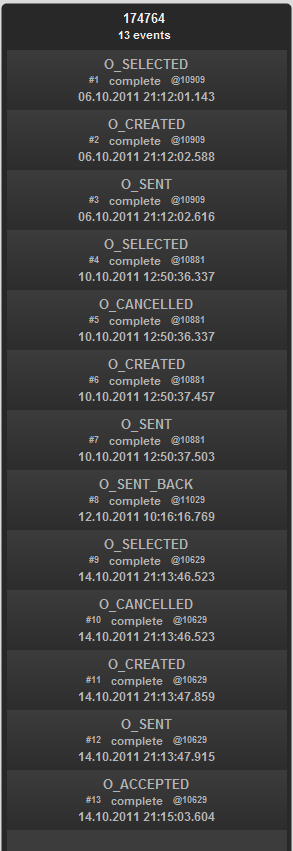 174764
13 events
O_SELECTED
#1 complete @10909
06.10.2011 21:12:01.143
O_CREATED
#2 complete @10909
06.10.2011 21:12:02.588
O_SENT
#3 complete @10909
06.10.2011 21:12:02.616
O_SELECTED
#4 complete @10881
10.10.2011 12:50:36.337
O_CANCELLED
#5 complete @10881
10.10.2011 12:50:36.337
O_CREATED
#6 complete @10881
10.10.2011 12:50:37.457
O_SENT
#7 complete @10881
10.10.2011 12:50:37.503
O_SENT_BACK
#8 complete @11029
12.10.2011 10:16:16.769
O_SELECTED
#9 complete @10629
14.10.2011 21:13:46.523
O_CANCELLED
#10 complete @10629
14.10.2011 21:13:46.523
O_CREATED
#11 complete @10629
14.10.2011 21:13:47.859
O_SENT
#12 complete @10629
14.10.2011 21:13:47.915
O_ACCEPTED
#13 complete @10629
14.10.2011 21:15:03.604